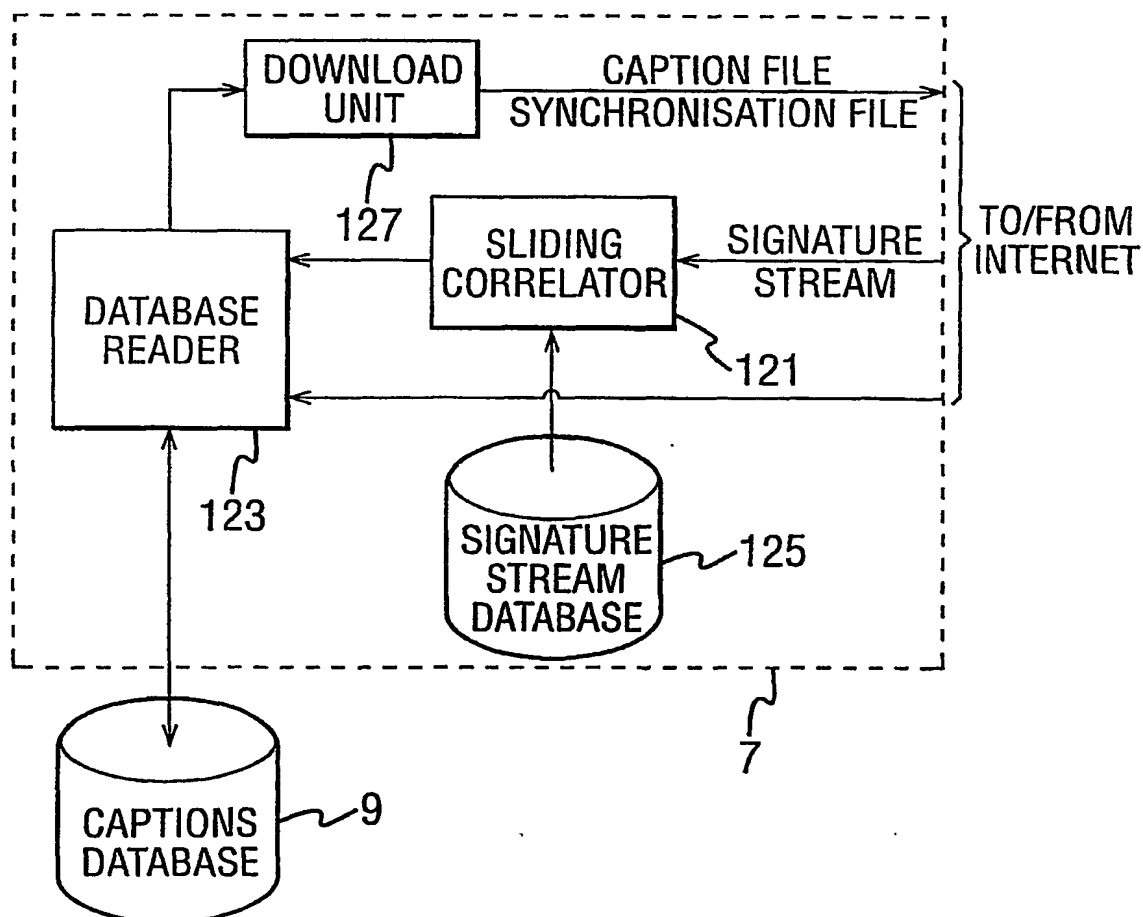 DOWNLOAD
UNIT
CAPTION FILE
SYNCHRONISATION FILE
127
SLIDING
CORRELATOR
SIGNATURE
STREAM
TO/FROM
INTERNET
DATABASE
READER
121
123
SIGNATURE
STREAM
DATABASE
125
7
CAPTIONS
DATABASE
9